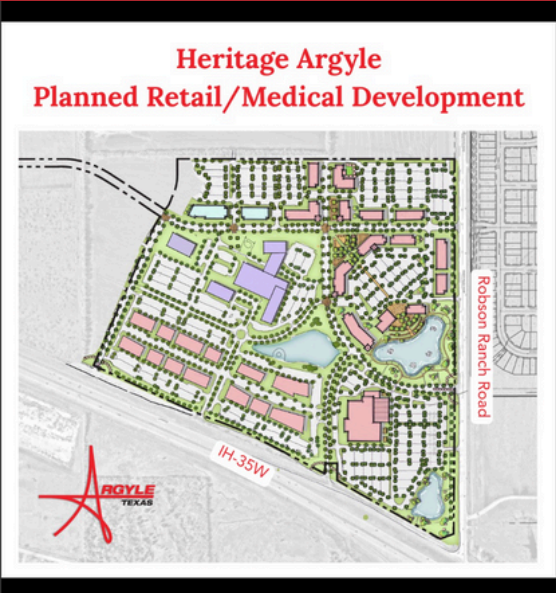 Heritage Argyle
Planned Retail/Medical Development
Robson Ranch Road
IH-35W
ARGYLE
TEXAS